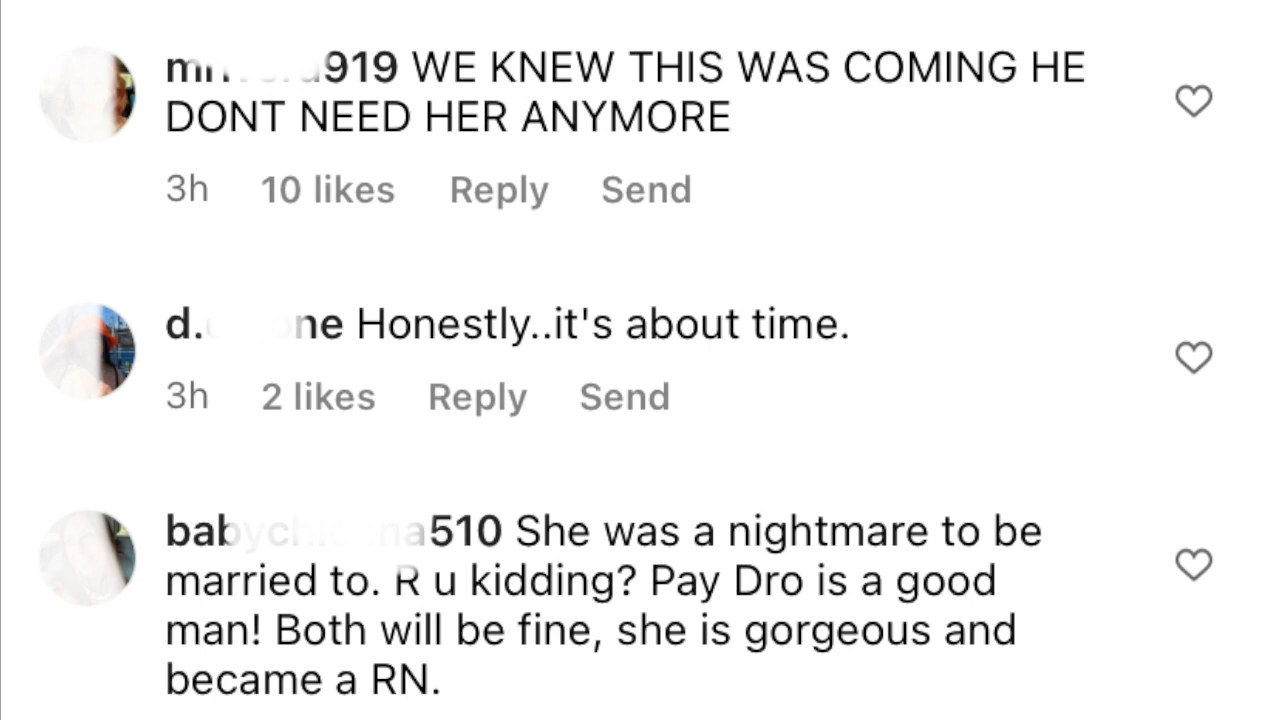 919 WE KNEW THIS WAS COMING HE
DONT NEED HER ANYMORE
3h 10 likes Reply Send
d. ne Honestly..it's about time.
3h 2 likes Reply Send
bab 510 She was a nightmare to be
married to. R u kidding? Pay Dro is a good
man! Both will be fine, she is gorgeous and
became a RN.